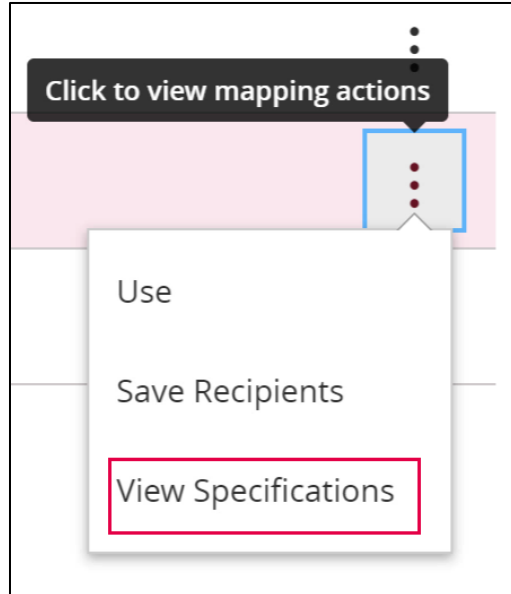 Click to view mapping actions
Use
Save Recipients
View Specifications